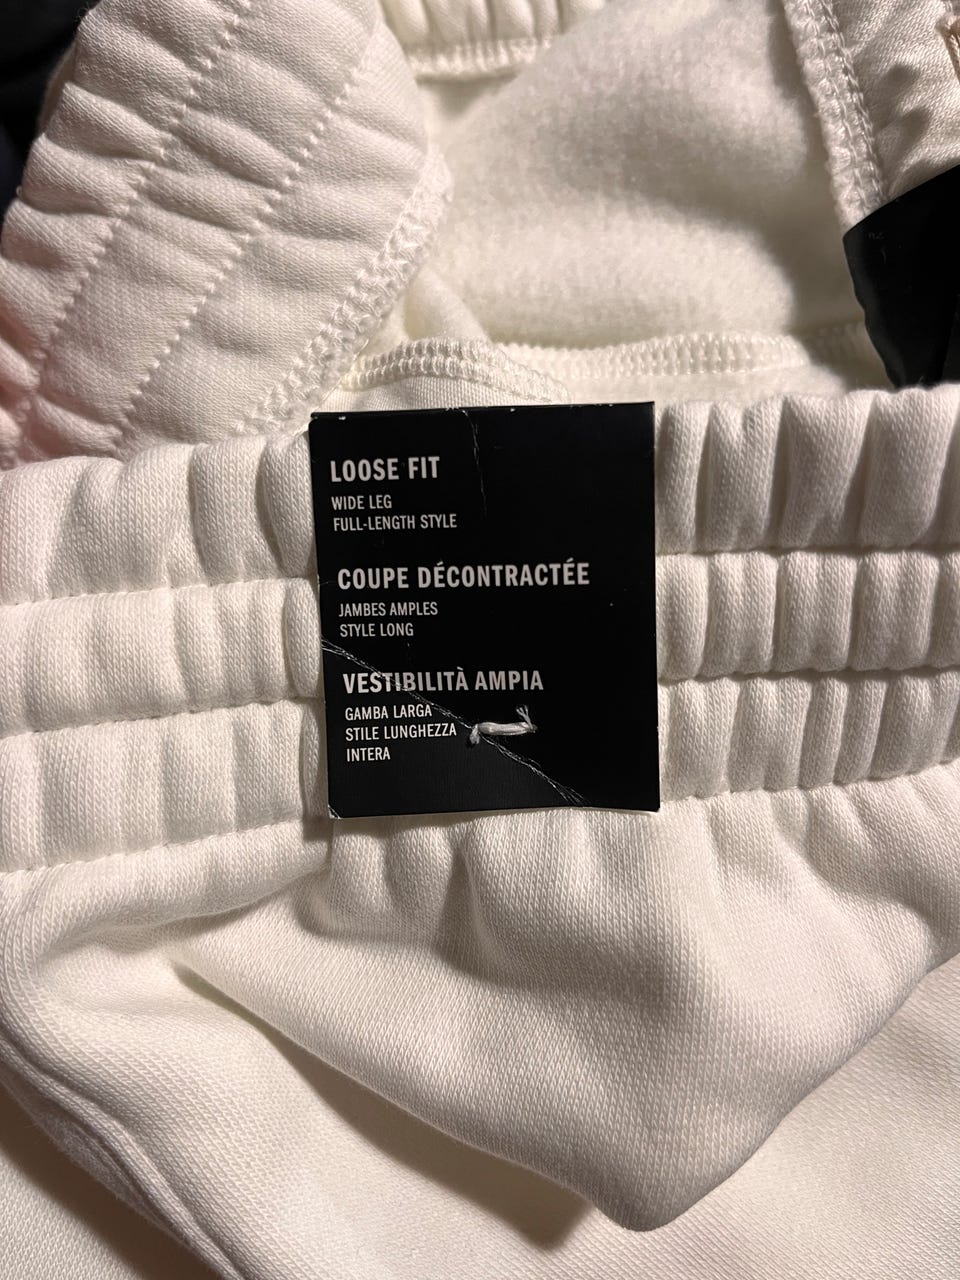 LOOSE FIT
WIDE LEG
FULL-LENGTH STYLE
COUPE DÉCONTRACTÉE
JAMBES AMPLES
STYLE LONG
VESTIBILITÀ AMPIA
GAMBA LARGA
STILE LUNGHEZZA
INTERA